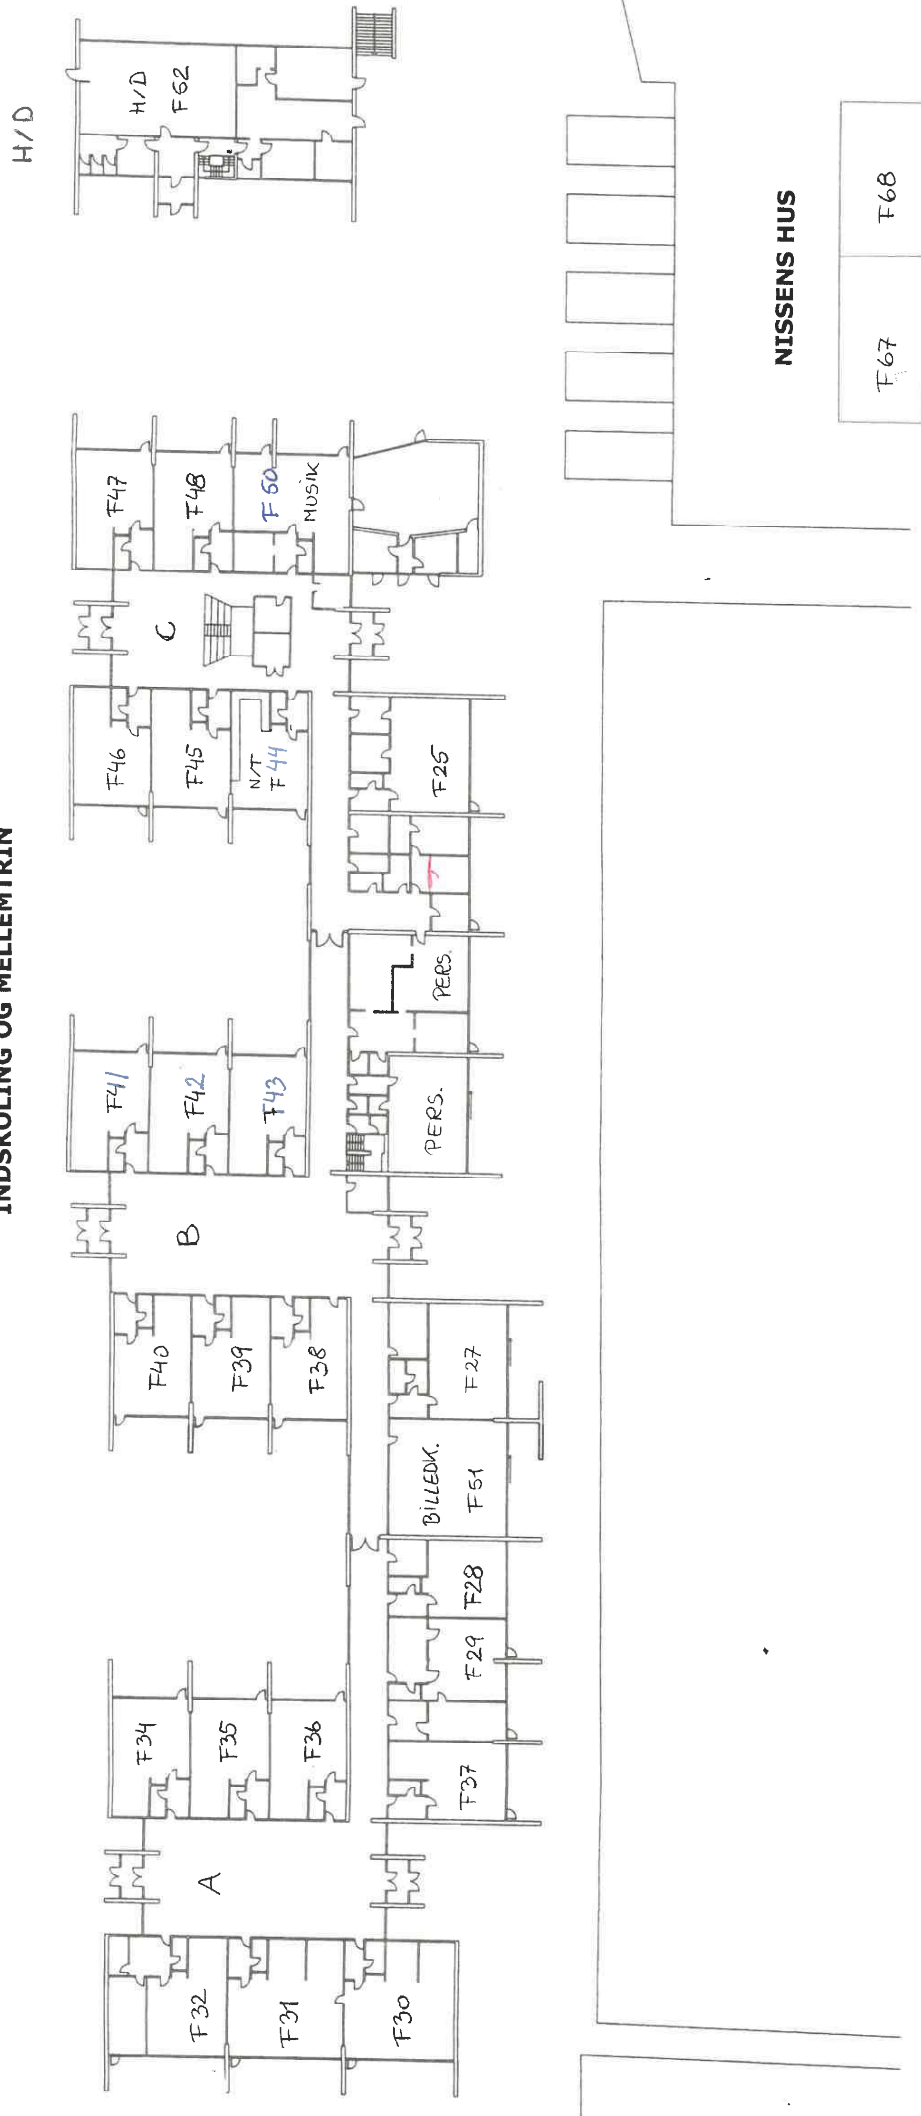 INDSKOLING OG MELLEMTRIN
H/D
H/D
F52
NISSENS HUS
F67
F68
F47
F48
F50
MUSIK
C
F46
F45
N/T
F44
F25
PERS.
PERS.
F41
F42
F43
B
F40
F39
F38
F27
BILLEDK.
F51
F28
F29
F37
F34
F35
F36
A
F32
F31
F30